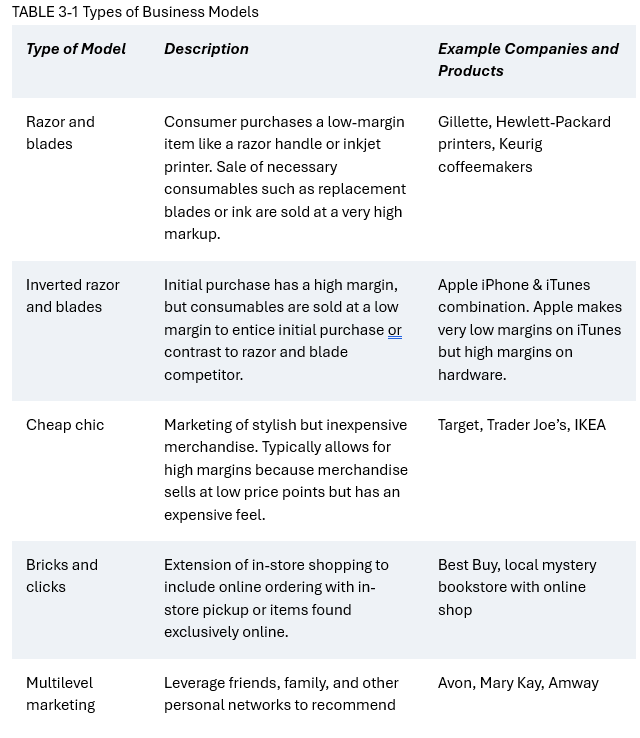 TABLE 3-1 Types of Business Models
Type of Model
Description
Example Companies and
Products
Razor and
blades
Consumer purchases a low-margin
item like a razor handle or inkjet
printer. Sale of necessary
consumables such as replacement
blades or ink are sold at a very high
markup.
Gillette, Hewlett-Packard
printers, Keurig
coffeemakers
Inverted razor
and blades
Initial purchase has a high margin,
but consumables are sold at a low
margin to entice initial purchase or
contrast to razor and blade
competitor.
Apple iPhone & iTunes
combination. Apple makes
very low margins on iTunes
but high margins on
hardware.
Cheap chic
Marketing of stylish but inexpensive
merchandise. Typically allows for
high margins because merchandise
sells at low price points but has an
expensive feel.
Target, Trader Joe’s, IKEA
Bricks and
clicks
Extension of in-store shopping to
include online ordering with in-
store pickup or items found
exclusively online.
Best Buy, local mystery
bookstore with online
shop
Multilevel
marketing
Leverage friends, family, and other
personal networks to recommend
Avon, Mary Kay, Amway